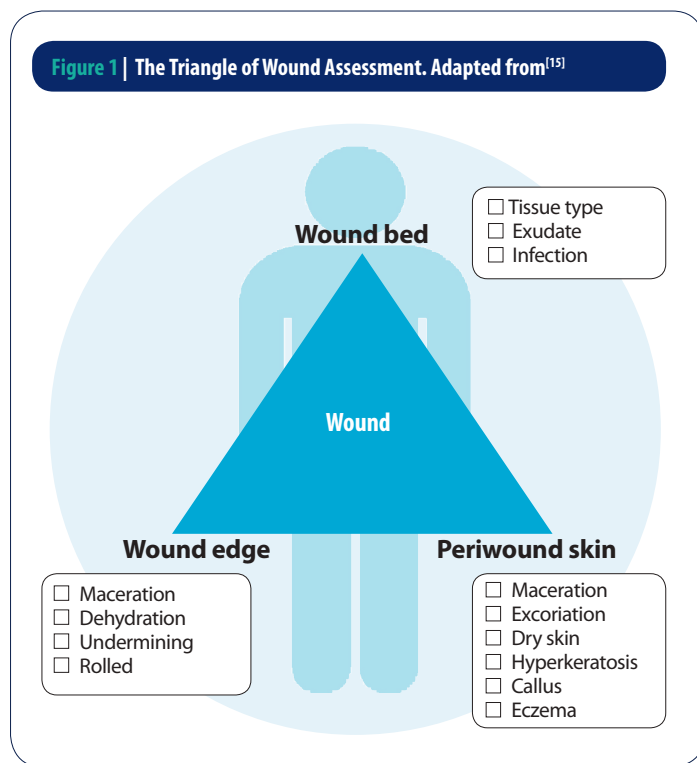 Figure 1 | The Triangle of Wound Assessment. Adapted from[15]
Wound bed
☐ Tissue type
☐ Exudate
☐ Infection
Wound
Wound edge
☐ Maceration
☐ Dehydration
☐ Undermining
☐ Rolled
Periwound skin
☐ Maceration
☐ Excoriation
☐ Dry skin
☐ Hyperkeratosis
☐ Callus
☐ Eczema